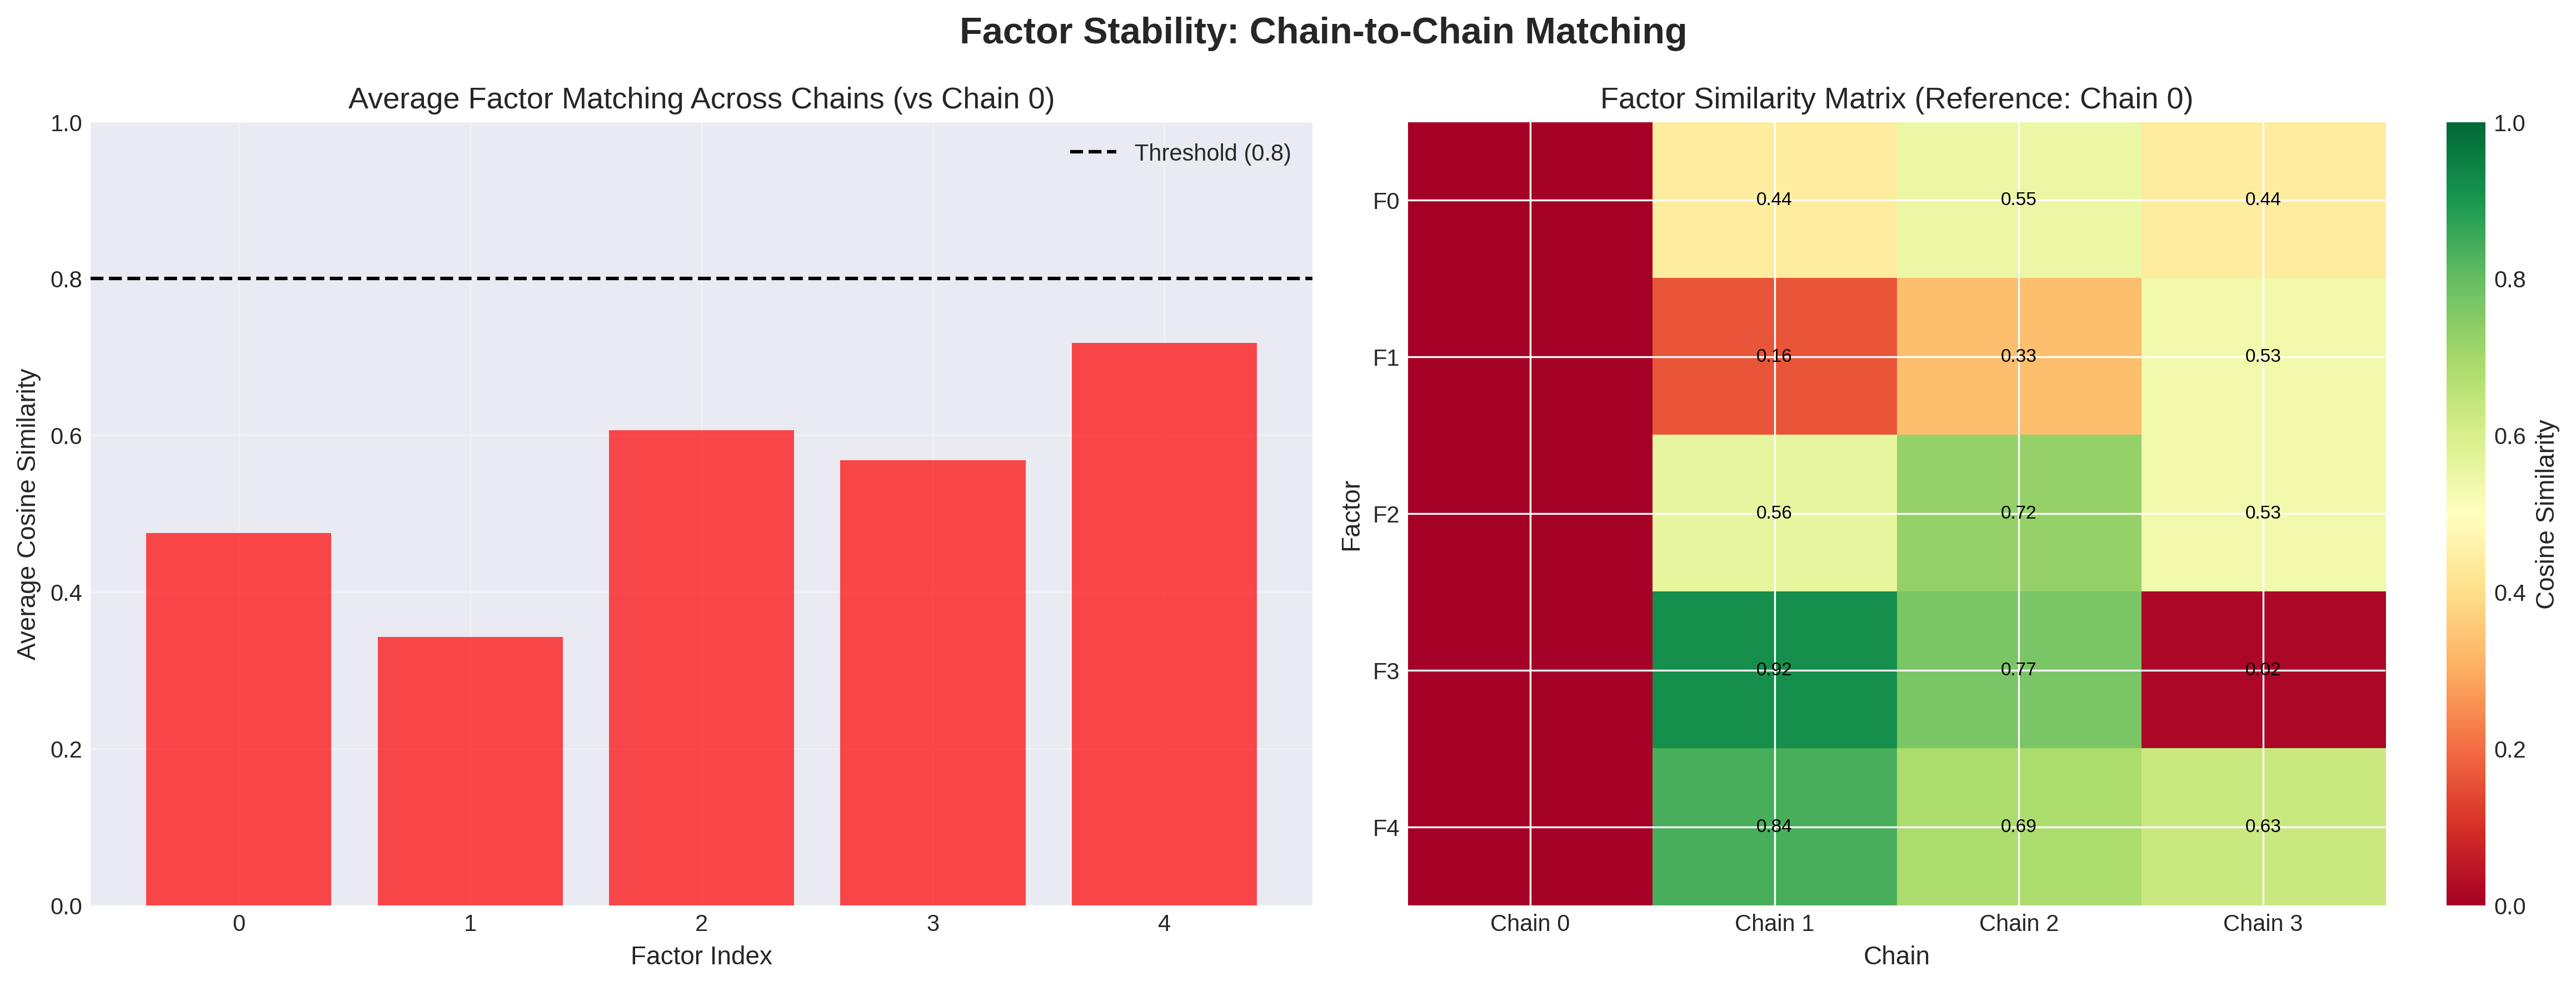 Factor Stability: Chain-to-Chain Matching
Average Factor Matching Across Chains (vs Chain 0)
Threshold (0.8)
Average Cosine Similarity
1.0
0.8
0.6
0.4
0.2
0.0
0 1 2 3 4
Factor Index
Factor Similarity Matrix (Reference: Chain 0)
Factor
F0 0.44 0.55 0.44
F1 0.16 0.33 0.53
F2 0.56 0.72 0.53
F3 0.92 0.77 0.02
F4 0.84 0.69 0.63
Chain 0 Chain 1 Chain 2 Chain 3
Chain
1.0
0.8
0.6
0.4
0.2
0.0
Cosine Similarity